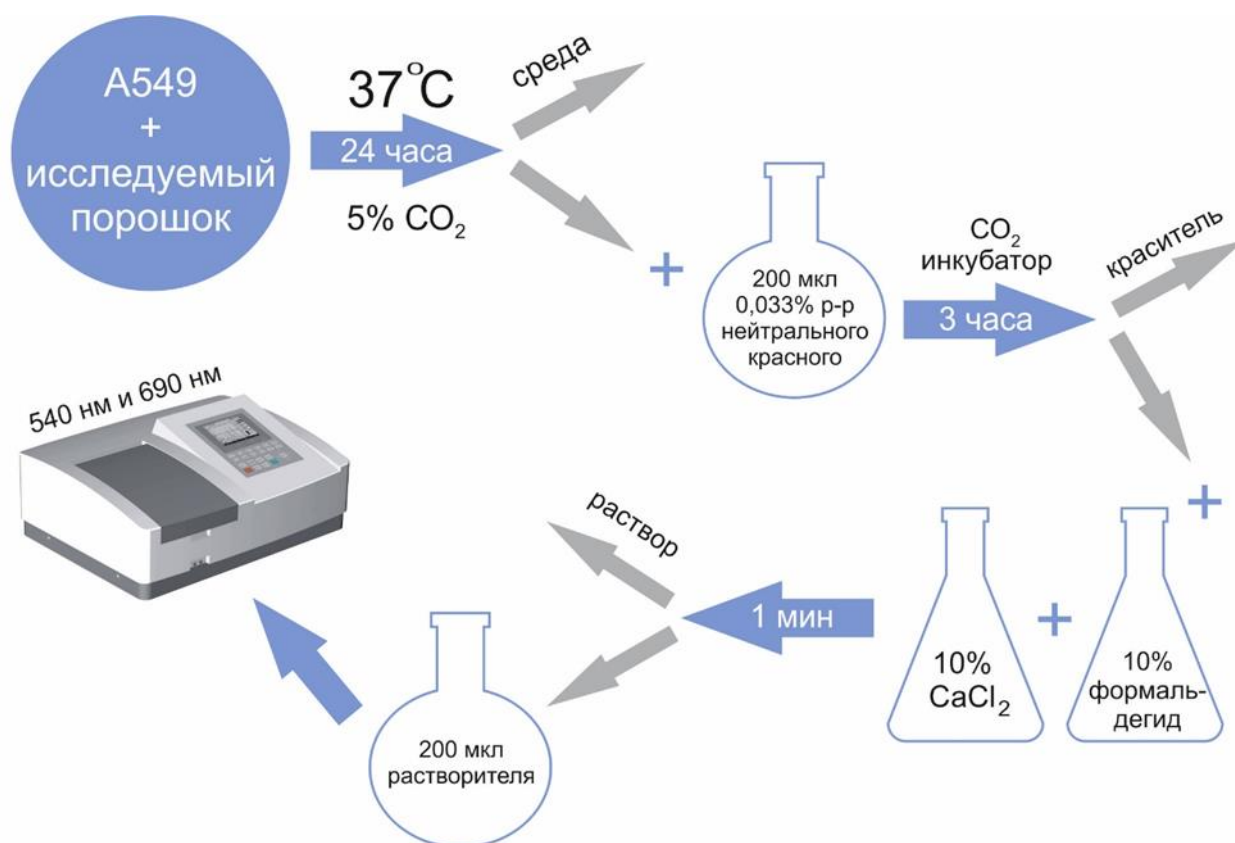 А549
+
исследуемый
порошок
37°C
24 часа
5% CO₂
среда
+
200 мкл
0,033% р-р
нейтрального
красного
CO₂
инкубатор
3 часа
краситель
+
10%
формаль-
дегид
+
10%
CaCl₂
1 мин
раствор
200 мкл
растворителя
540 нм и 690 нм